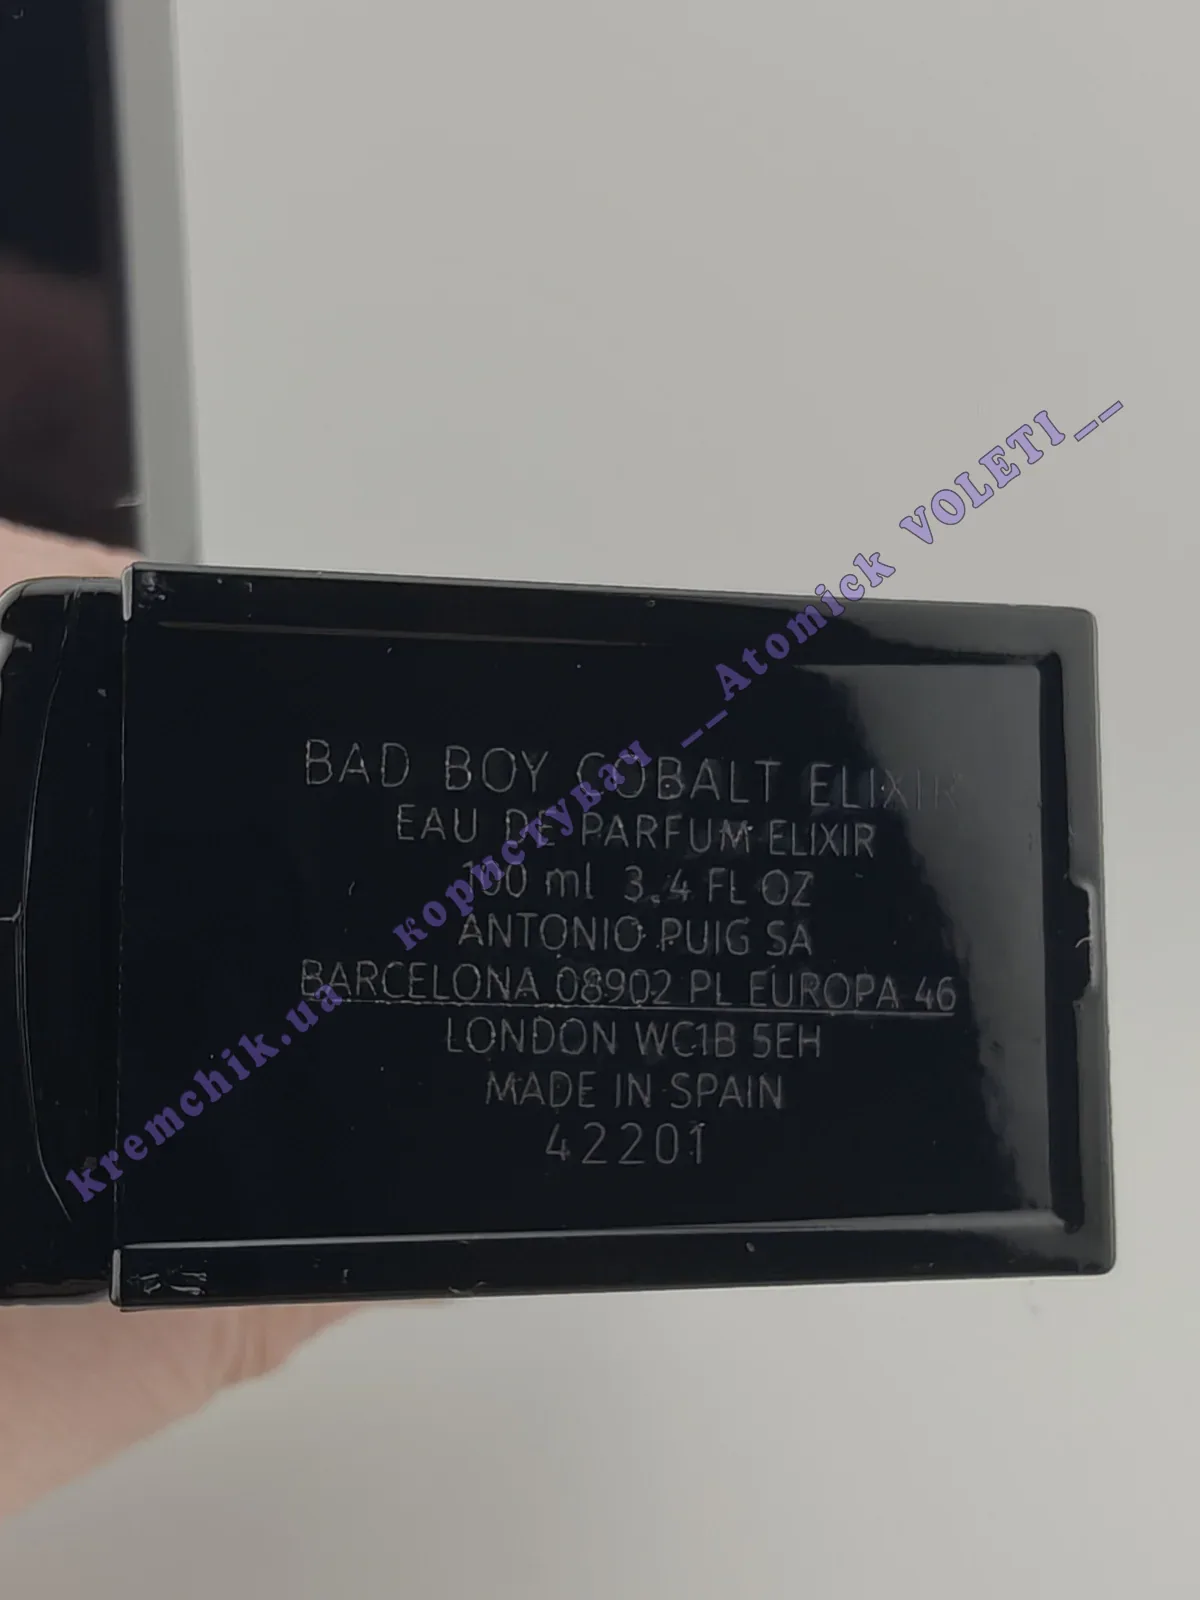 BAD BOY COBALT ELIXIR
EAU DE PARFUM ELIXIR
100 ml 3.4 FL OZ
ANTONIO PUIG SA
BARCELONA 08902 PL EUROPA 46
LONDON WC1B 5EH
MADE IN SPAIN
42201
kremchik.ua користувач __Atomick VOLETI__